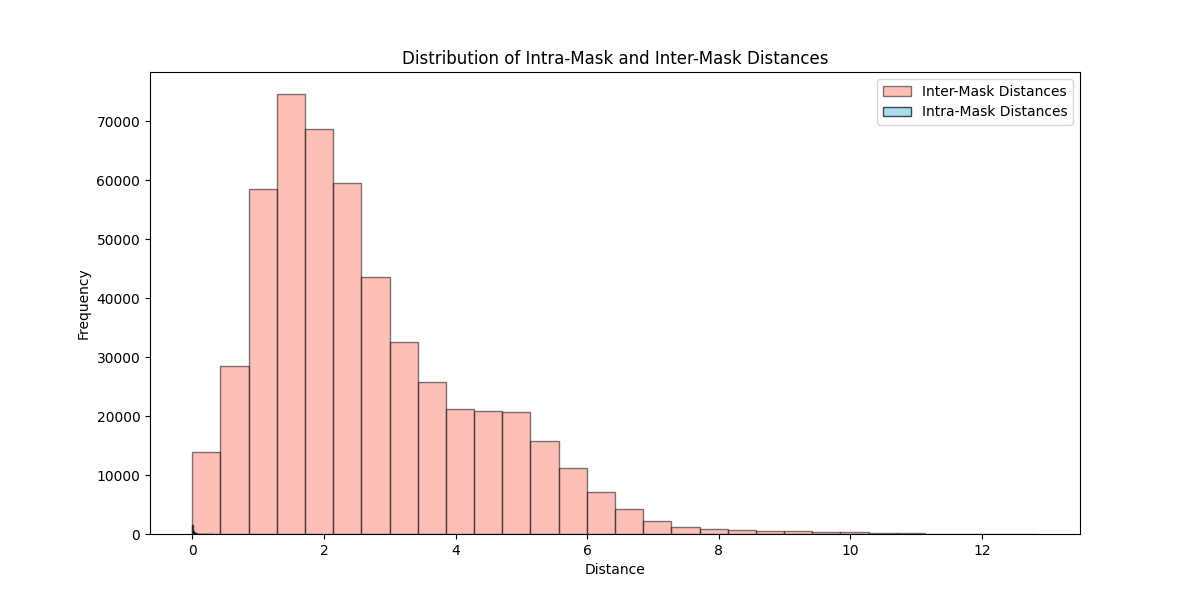 Distribution of Intra-Mask and Inter-Mask Distances
Inter-Mask Distances
Intra-Mask Distances
Frequency
70000
60000
50000
40000
30000
20000
10000
0
0 2 4 6 8 10 12
Distance